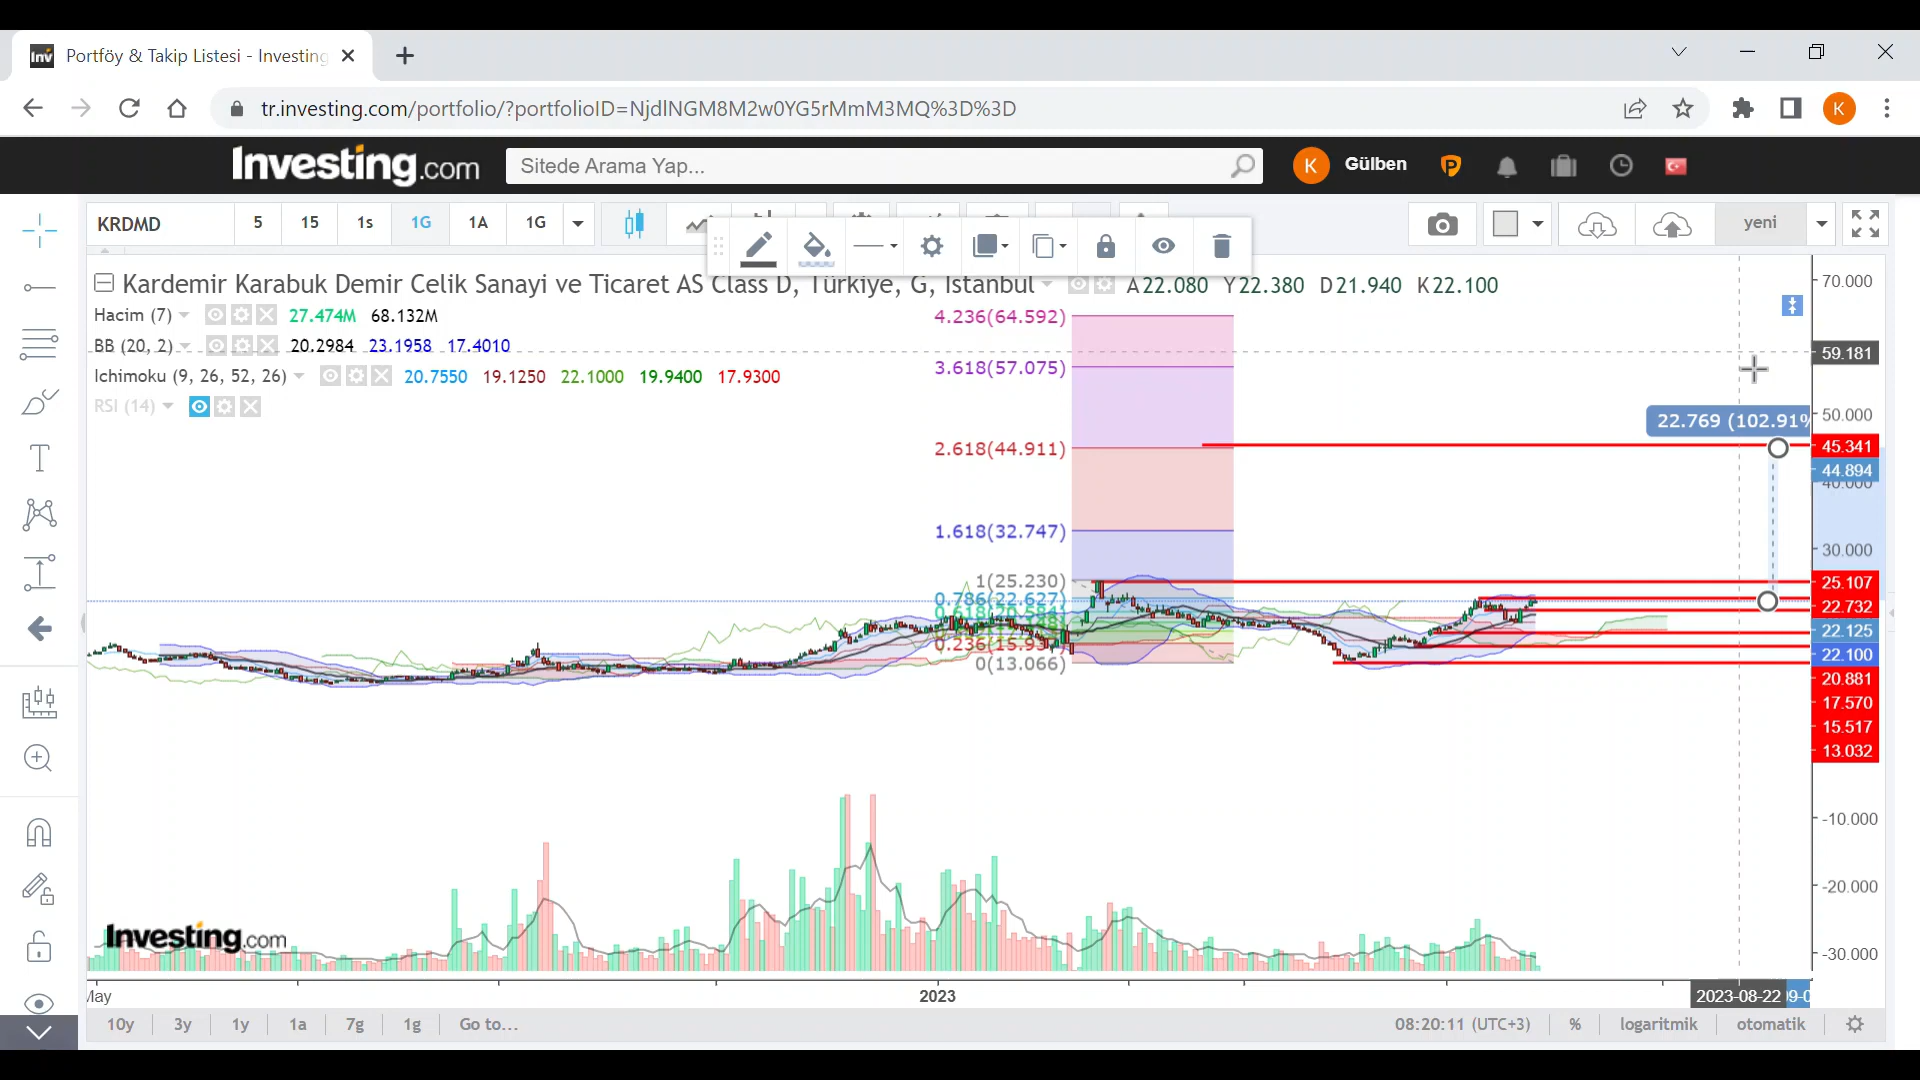 inv Portföy & Takip Listesi - Investing
tr.investing.com/portfolio/?portfolioID=NjdlNGM8M2w0YG5rMmM3MQ%3D%3D
K
Investing.com
Sitede Arama Yap...
K Gülben
KRDMD 5 15 1s 1G 1A 1G
yeni
Kardemir Karabuk Demir Celik Sanayi ve Ticaret AS Class D, Türkiye, G, Istanbul A22.080 Y22.380 D21.940 K22.100
Hacim (7) 27.474M 68.132M
BB (20, 2) 20.2984 23.1958 17.4010
Ichimoku (9, 26, 52, 26) 20.7550 19.1250 22.1000 19.9400 17.9300
RSI (14)
4.236(64.592)
3.618(57.075)
2.618(44.911)
1.618(32.747)
1(25.230)
0.786(22.627)
0(13.066)
22.769 (102.91%
70.000
59.181
50.000
45.341
44.894
40.000
30.000
25.107
22.732
22.125
22.100
20.881
17.570
15.517
13.032
-10.000
-20.000
-30.000
Investing.com
May 2023 2023-08-22
10y 3y 1y 1a 7g 1g Go to...
08:20:11 (UTC+3) % logaritmik otomatik